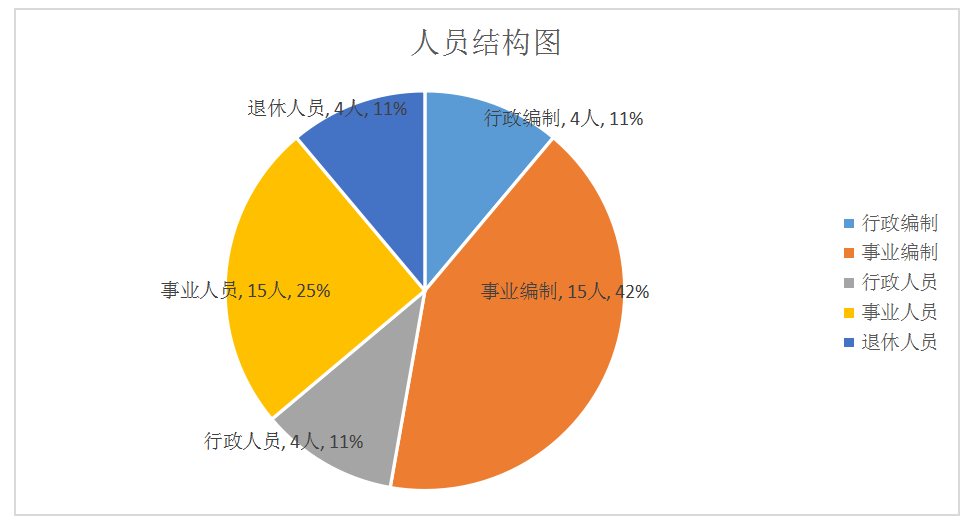 人员结构图
退休人员, 4人, 11%
行政编制, 4人, 11%
事业人员, 15人, 25%
事业编制, 15人, 42%
行政人员, 4人, 11%
行政编制
事业编制
行政人员
事业人员
退休人员